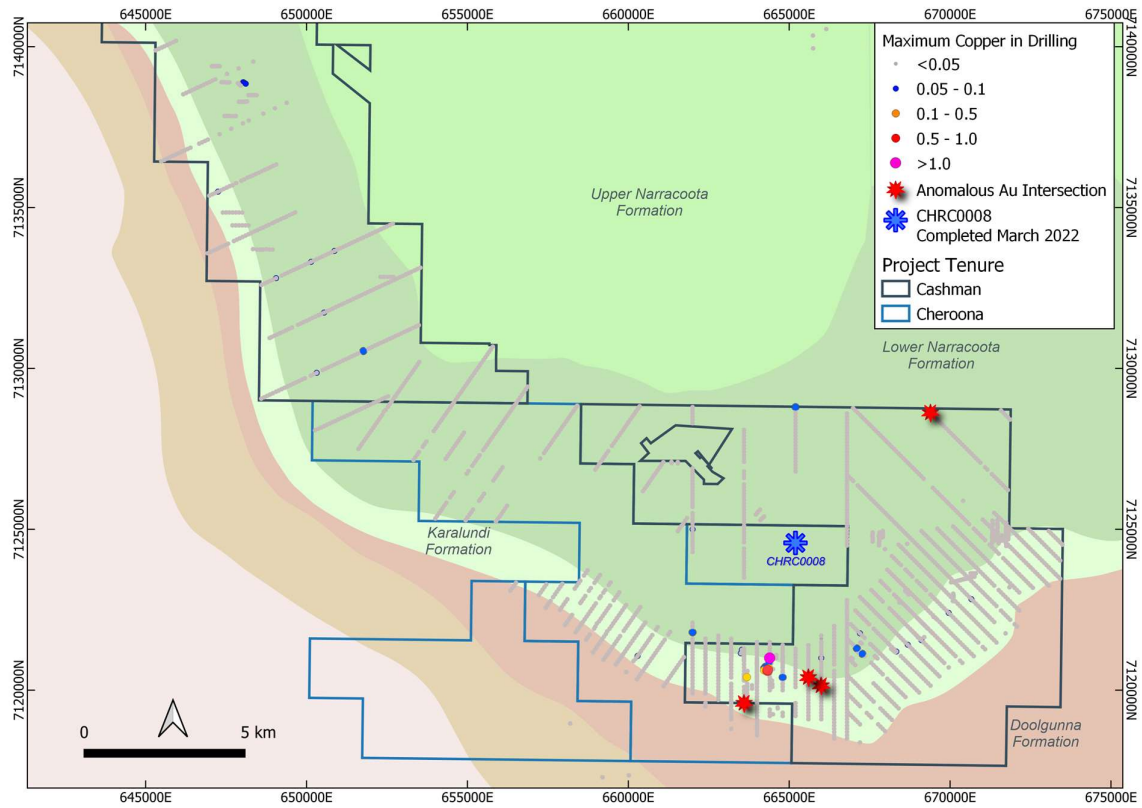 645000E 650000E 655000E 660000E 665000E 670000E 675000E
7140000N
7135000N
7130000N
7125000N
7120000N
7140000N
7135000N
7130000N
7125000N
7120000N
Maximum Copper in Drilling
<0.05
0.05 - 0.1
0.1 - 0.5
0.5 - 1.0
>1.0
Anomalous Au Intersection
CHRC0008
Completed March 2022
Project Tenure
Cashman
Cheroona
Upper Narracoota
Formation
Lower Narracoota
Formation
Karalundi
Formation
CHRC0008
Doolgunna
Formation
0 5 km
645000E 650000E 655000E 660000E 665000E 670000E 675000E